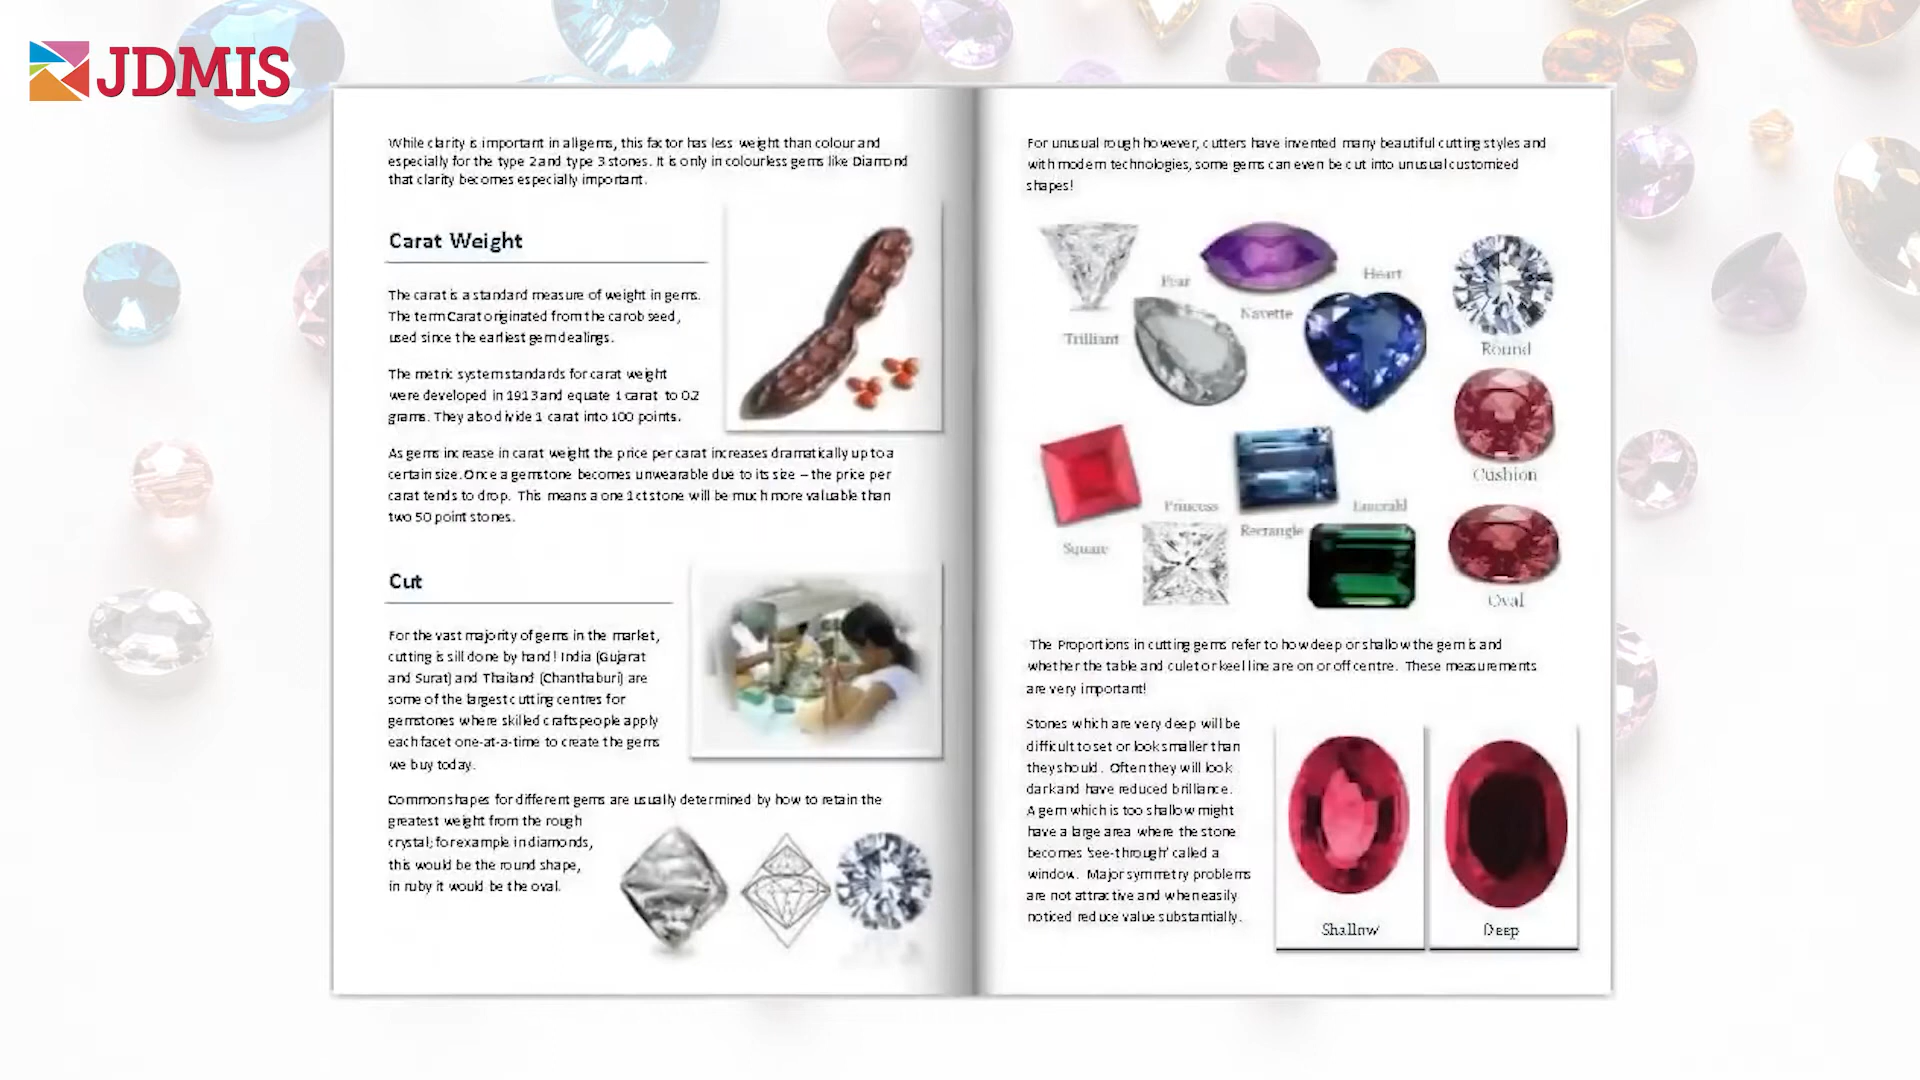 JDMIS
While clarity is important in all gems, this factor has less weight than colour and
especially for the type 2 and type 3 stones. It is only in colourless gems like Diamond
that clarity becomes especially important.
Carat Weight
The carat is a standard measure of weight in gems.
The term Carat originated from the carob seed,
used since the earliest gem dealings.
The metric system standards for carat weight
were developed in 1913 and equate 1 carat to 0.2
grams. They also divide 1 carat into 100 points.
As gems increase in carat weight the price per carat increases dramatically up to a
certain size. Once a gemstone becomes unwearable due to its size – the price per
carat tends to drop. This means a one 1ct stone will be much more valuable than
two 50 point stones.
Cut
For the vast majority of gems in the market,
cutting is sill done by hand! India (Gujarat
and Surat) and Thailand (Chanthaburi) are
some of the largest cutting centres for
gemstones where skilled craftspeople apply
each facet one-at-a-time to create the gems
we buy today.
Common shapes for different gems are usually determined by how to retain the
greatest weight from the rough
crystal; for example in diamonds,
this would be the round shape,
in ruby it would be the oval.
For unusual rough however, cutters have invented many beautiful cutting styles and
with modern technologies, some gems can even be cut into unusual customized
shapes!
Pear
Heart
Navette
Trilliant
Round
Cushion
Princess
Emerald
Rectangle
Square
Oval
The Proportions in cutting gems refer to how deep or shallow the gem is and
whether the table and culet or keel line are on or off centre. These measurements
are very important!
Stones which are very deep will be
difficult to set or look smaller than
they should. Often they will look
dark and have reduced brilliance.
A gem which is too shallow might
have a large area where the stone
becomes 'see-through' called a
window. Major symmetry problems
are not attractive and when easily
noticed reduce value substantially.
Shallow
Deep